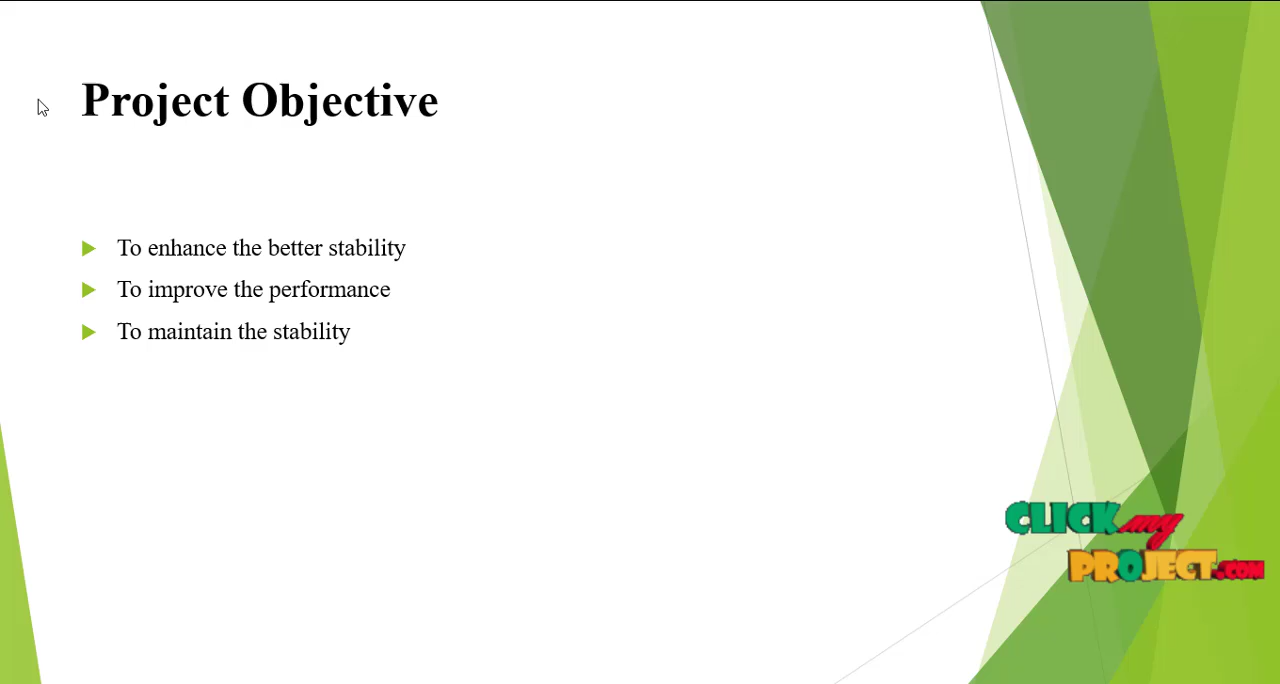 Project Objective
To enhance the better stability
To improve the performance
To maintain the stability
CLICK my
PROJECT.COM